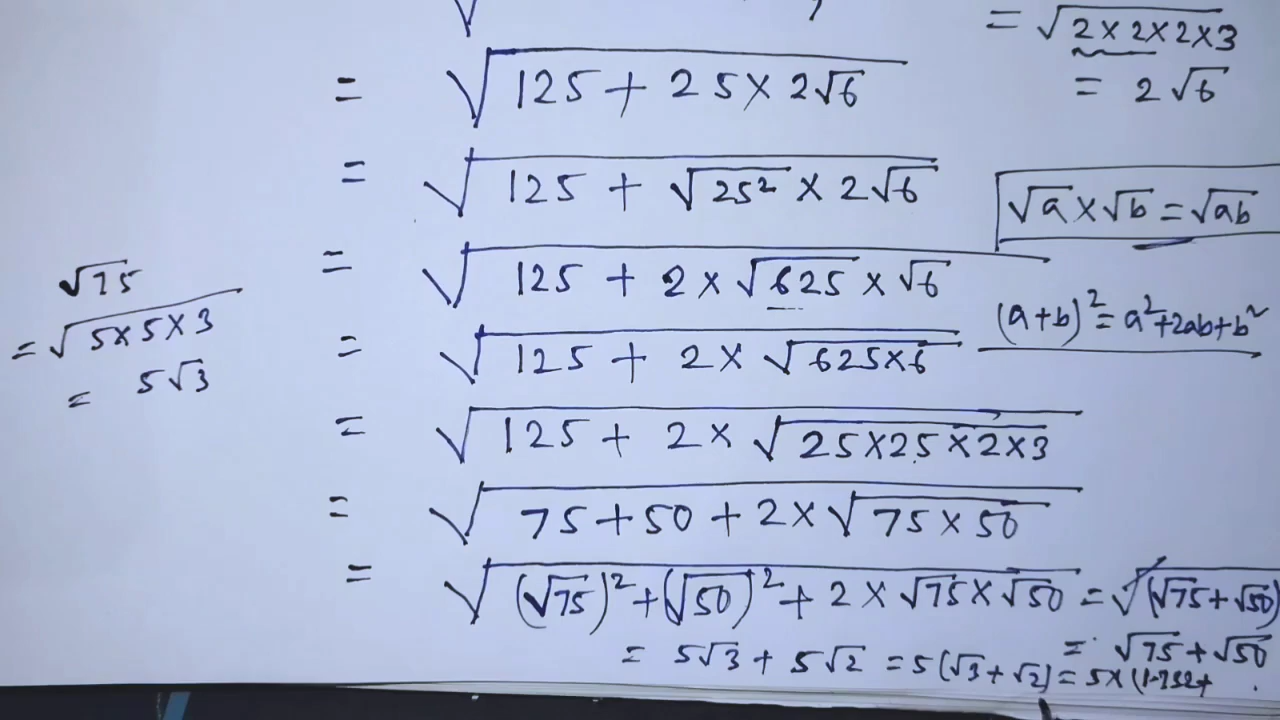 = √2×2×2×3
= √125 + 25 × 2√6
= 2√6
= √125 + √25² × 2√6
√a × √b = √ab
= √125 + 2 × √625 × √6
√75
(a+b)² = a²+2ab+b²
= √5×5×3
= √125 + 2 × √625×6
= 5√3
= √125 + 2 × √25×25×2×3
= √75+50+2×√75×50
= √(√75)²+(√50)²+2×√75×√50 = √(√75+√50)
= √75+√50
= 5√3 + 5√2 = 5(√3+√2) = 5×(1.732+